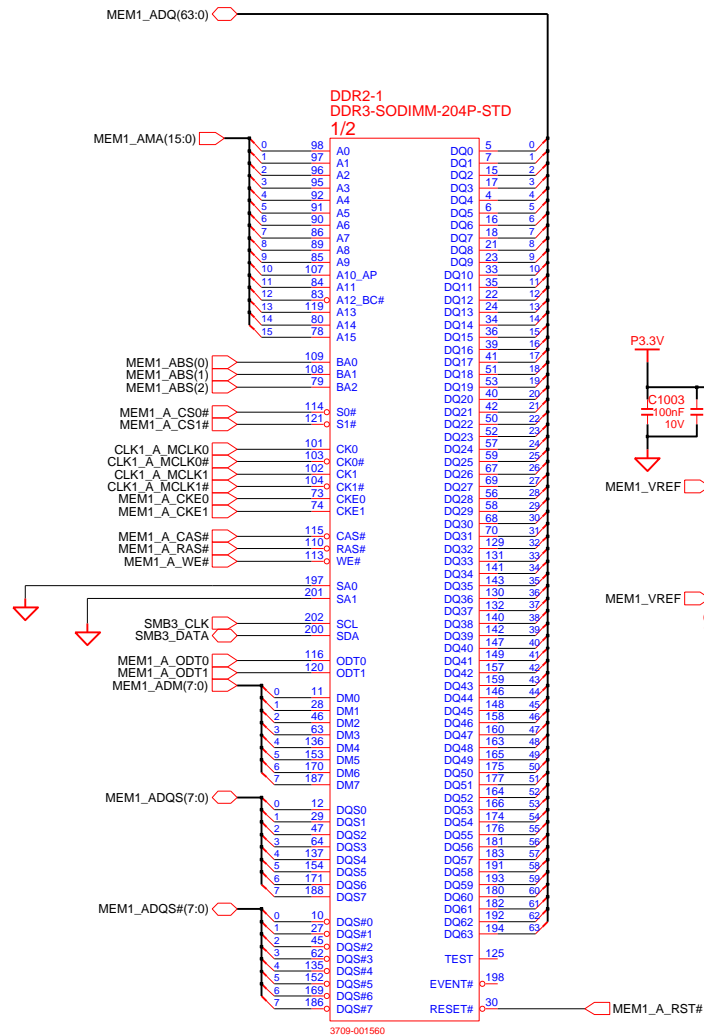 MEM1_ADQ(63:0)
DDR2-1
DDR3-SODIMM-204P-STD
1/2
MEM1_AMA(15:0)
0 98 A0
1 97 A1
2 96 A2
3 95 A3
4 92 A4
5 91 A5
6 90 A6
7 86 A7
8 89 A8
9 85 A9
10 107 A10_AP
11 84 A11
12 83 A12_BC#
13 119 A13
14 80 A14
15 78 A15
MEM1_ABS(0) 109 BA0
MEM1_ABS(1) 108 BA1
MEM1_ABS(2) 79 BA2
MEM1_A_CS0# 114 S0#
MEM1_A_CS1# 121 S1#
CLK1_A_MCLK0 101 CK0
CLK1_A_MCLK0# 103 CK0#
CLK1_A_MCLK1 102 CK1
CLK1_A_MCLK1# 104 CK1#
MEM1_A_CKE0 73 CKE0
MEM1_A_CKE1 74 CKE1
MEM1_A_CAS# 115 CAS#
MEM1_A_RAS# 110 RAS#
MEM1_A_WE# 113 WE#
197 SA0
201 SA1
SMB3_CLK 202 SCL
SMB3_DATA 200 SDA
MEM1_A_ODT0 116 ODT0
MEM1_A_ODT1 120 ODT1
MEM1_ADM(7:0)
0 11 DM0
1 28 DM1
2 46 DM2
3 63 DM3
4 136 DM4
5 153 DM5
6 170 DM6
7 187 DM7
MEM1_ADQS(7:0)
0 12 DQS0
1 29 DQS1
2 47 DQS2
3 64 DQS3
4 137 DQS4
5 154 DQS5
6 171 DQS6
7 188 DQS7
MEM1_ADQS#(7:0)
0 10 DQS#0
1 27 DQS#1
2 45 DQS#2
3 62 DQS#3
4 135 DQS#4
5 152 DQS#5
6 169 DQS#6
7 186 DQS#7
DQ0 5 0
DQ1 7 1
DQ2 15 2
DQ3 17 3
DQ4 4 4
DQ5 6 5
DQ6 16 6
DQ7 18 7
DQ8 21 8
DQ9 23 9
DQ10 33 10
DQ11 35 11
DQ12 22 12
DQ13 24 13
DQ14 34 14
DQ15 36 15
DQ16 39 16
DQ17 41 17
DQ18 51 18
DQ19 53 19
DQ20 40 20
DQ21 42 21
DQ22 50 22
DQ23 52 23
DQ24 57 24
DQ25 59 25
DQ26 67 26
DQ27 69 27
DQ28 56 28
DQ29 58 29
DQ30 68 30
DQ31 70 31
DQ32 129 32
DQ33 131 33
DQ34 141 34
DQ35 143 35
DQ36 130 36
DQ37 132 37
DQ38 140 38
DQ39 142 39
DQ40 147 40
DQ41 149 41
DQ42 157 42
DQ43 159 43
DQ44 146 44
DQ45 148 45
DQ46 158 46
DQ47 160 47
DQ48 163 48
DQ49 165 49
DQ50 175 50
DQ51 177 51
DQ52 164 52
DQ53 166 53
DQ54 174 54
DQ55 176 55
DQ56 181 56
DQ57 183 57
DQ58 191 58
DQ59 193 59
DQ60 180 60
DQ61 182 61
DQ62 192 62
DQ63 194 63
TEST 125
EVENT# 198
RESET# 30 MEM1_A_RST#
3709-001560
P3.3V
C1003
100nF
10V
MEM1_VREF
MEM1_VREF